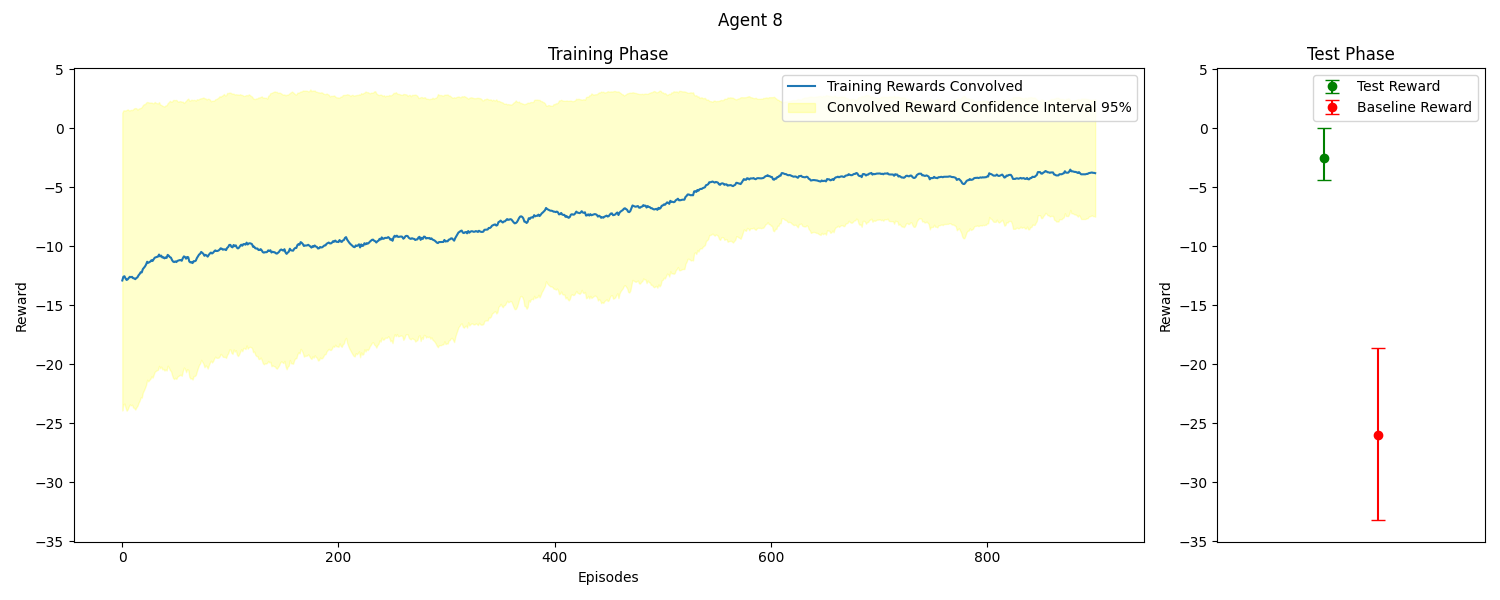 Agent 8
Training Phase
Training Rewards Convolved
Convolved Reward Confidence Interval 95%
Reward
5
0
−5
−10
−15
−20
−25
−30
−35
0
200
400
600
800
Episodes
Test Phase
Test Reward
Baseline Reward
Reward
5
0
−5
−10
−15
−20
−25
−30
−35